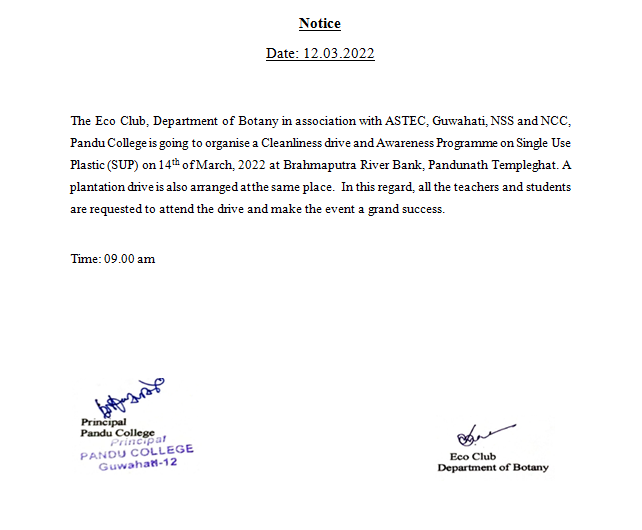 Notice
Date: 12.03.2022
The Eco Club, Department of Botany in association with ASTEC, Guwahati, NSS and NCC,
Pandu College is going to organise a Cleanliness drive and Awareness Programme on Single Use
Plastic (SUP) on 14th of March, 2022 at Brahmaputra River Bank, Pandunath Templeghat. A
plantation drive is also arranged at the same place. In this regard, all the teachers and students
are requested to attend the drive and make the event a grand success.
Time: 09.00 am
Principal
Pandu College
Principal
PANDU COLLEGE
Guwahati-12
Eco Club
Department of Botany